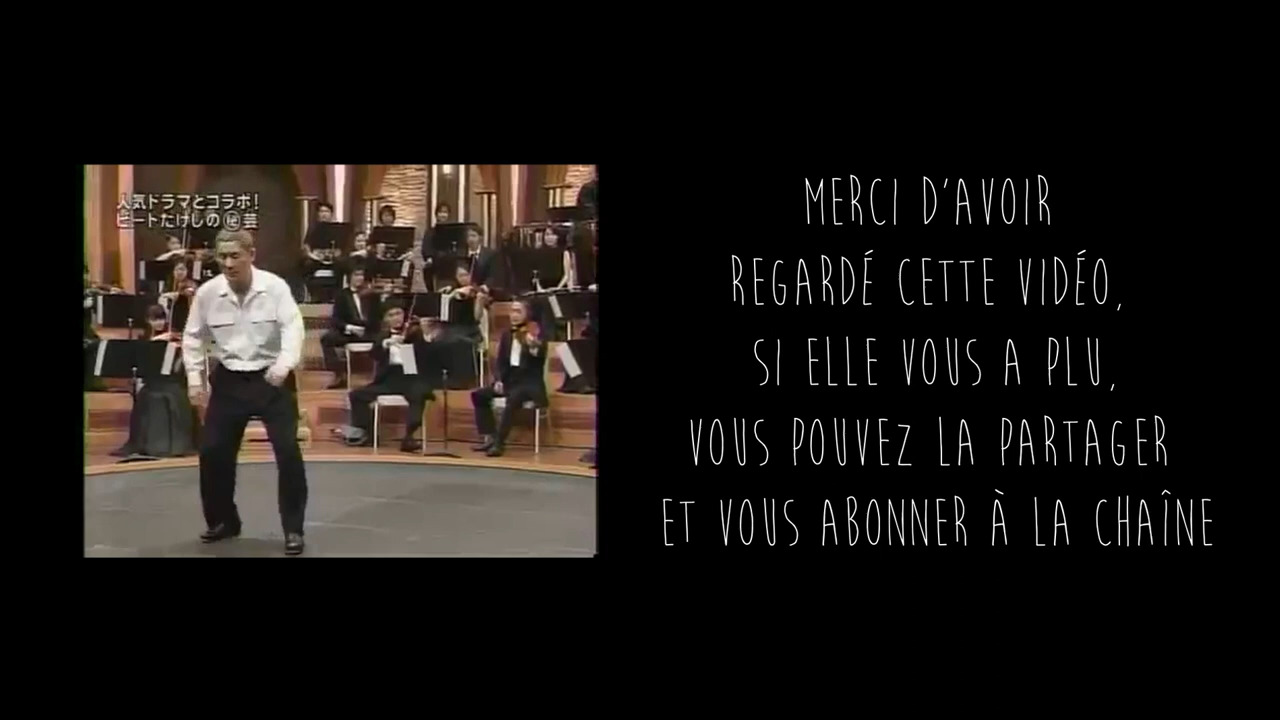 人気ドラマとコラボ!
ビートたけしの㊙芸
MERCI D'AVOIR
REGARDÉ CETTE VIDÉO,
SI ELLE VOUS A PLU,
VOUS POUVEZ LA PARTAGER
ET VOUS ABONNER À LA CHAÎNE